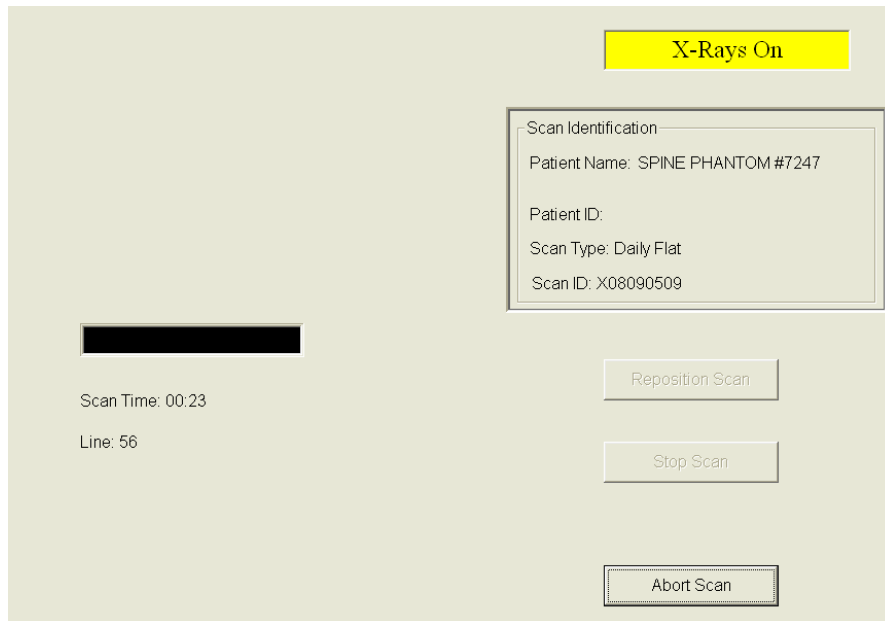 X-Rays On
Scan Identification
Patient Name: SPINE PHANTOM #7247
Patient ID:
Scan Type: Daily Flat
Scan ID: X08090509
Scan Time: 00:23
Line: 56
Reposition Scan
Stop Scan
Abort Scan